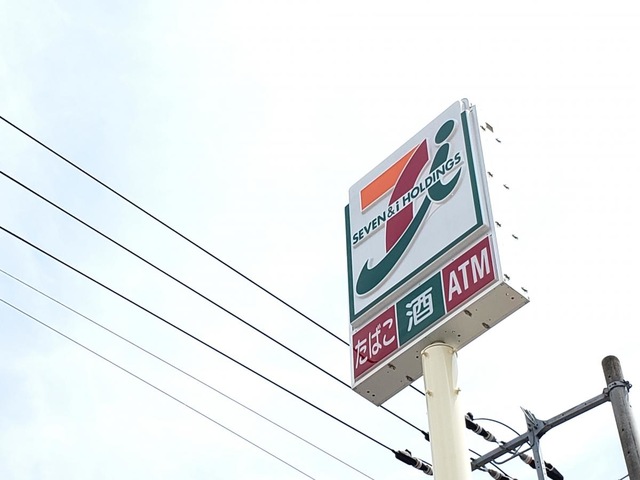 SEVEN & i HOLDINGS
たばこ 酒 ATM